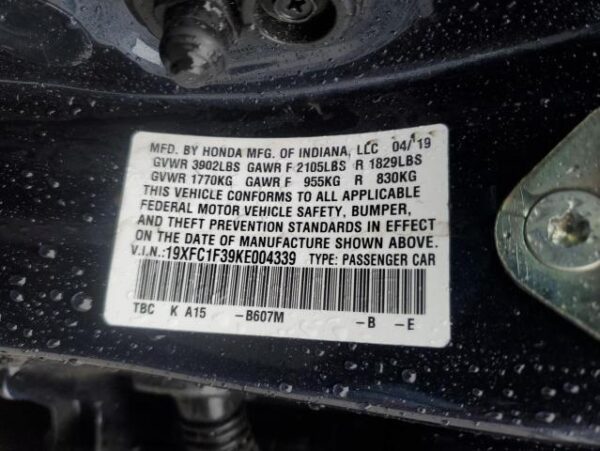 MFD. BY HONDA MFG. OF INDIANA, LLC 04/19
GVWR 3902LBS GAWR F 2105LBS R 1829LBS
GVWR 1770KG GAWR F 955KG R 830KG
THIS VEHICLE CONFORMS TO ALL APPLICABLE
FEDERAL MOTOR VEHICLE SAFETY, BUMPER,
AND THEFT PREVENTION STANDARDS IN EFFECT
ON THE DATE OF MANUFACTURE SHOWN ABOVE.
V.I.N.:19XFC1F39KE004339 TYPE: PASSENGER CAR
TBC K A15 -B607M -B -E